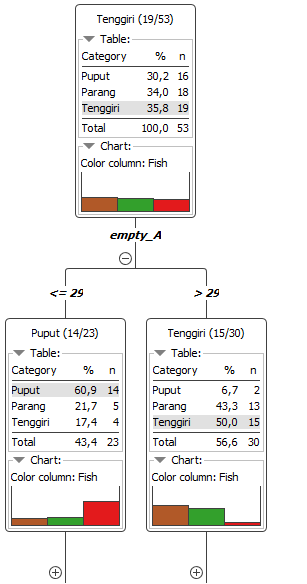 Tenggiri (19/53)
Table:
Category % n
Puput 30,2 16
Parang 34,0 18
Tenggiri 35,8 19
Total 100,0 53
Chart:
Color column: Fish
empty_A
<= 29
> 29
Puput (14/23)
Table:
Category % n
Puput 60,9 14
Parang 21,7 5
Tenggiri 17,4 4
Total 43,4 23
Chart:
Color column: Fish
Tenggiri (15/30)
Table:
Category % n
Puput 6,7 2
Parang 43,3 13
Tenggiri 50,0 15
Total 56,6 30
Chart:
Color column: Fish